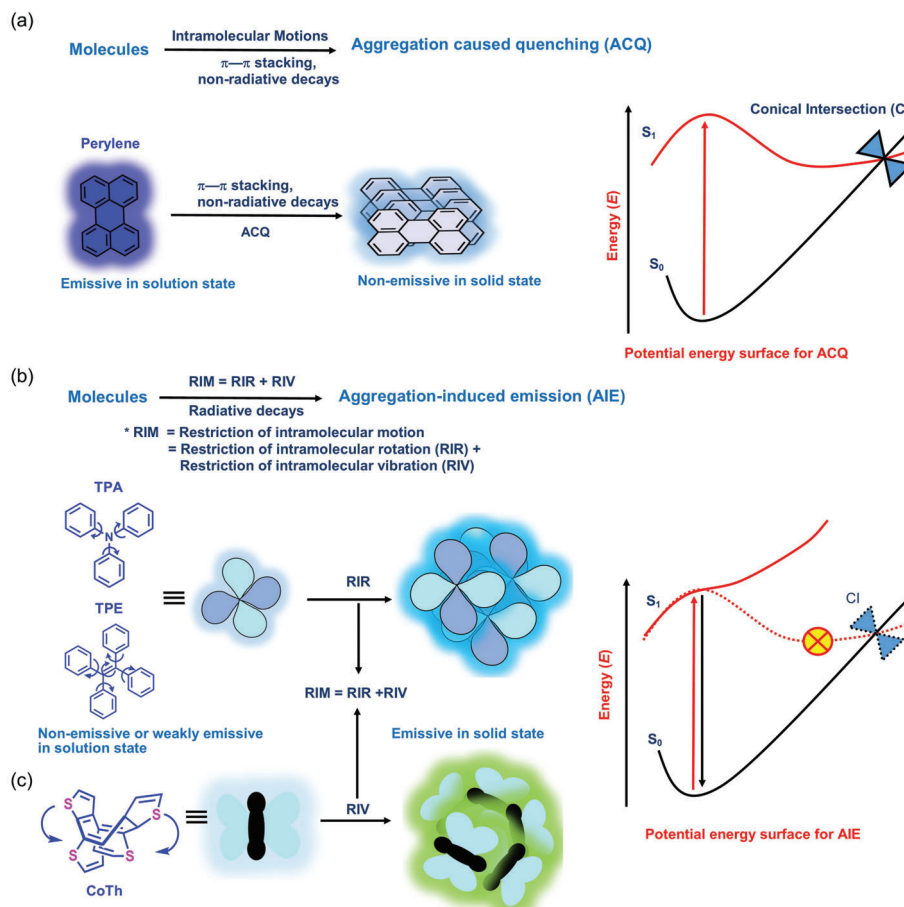 (a)
Molecules
Intramolecular Motions
π—π stacking,
non-radiative decays
Aggregation caused quenching (ACQ)
Perylene
π—π stacking,
non-radiative decays
ACQ
Emissive in solution state
Non-emissive in solid state
Conical Intersection (C
S1
S0
Energy (E)
Potential energy surface for ACQ
(b)
Molecules
RIM = RIR + RIV
Radiative decays
Aggregation-induced emission (AIE)
* RIM = Restriction of intramolecular motion
= Restriction of intramolecular rotation (RIR) +
Restriction of intramolecular vibration (RIV)
TPA
N
RIR
TPE
RIM = RIR +RIV
Non-emissive or weakly emissive
in solution state
Emissive in solid state
CI
S1
S0
Energy (E)
Potential energy surface for AIE
(c)
S
S
S
S
CoTh
RIV